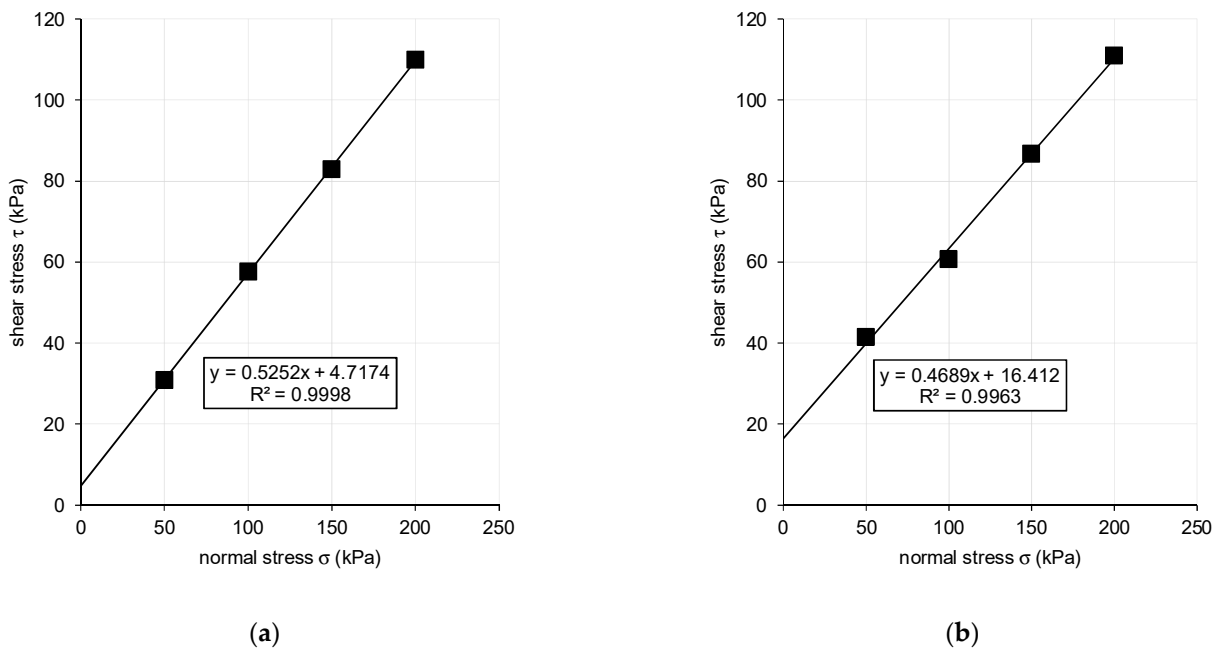 120
100
80
60
40
20
0
shear stress τ (kPa)
y = 0.5252x + 4.7174
R² = 0.9998
0 50 100 150 200 250
normal stress σ (kPa)
(a)
120
100
80
60
40
20
0
shear stress τ (kPa)
y = 0.4689x + 16.412
R² = 0.9963
0 50 100 150 200 250
normal stress σ (kPa)
(b)